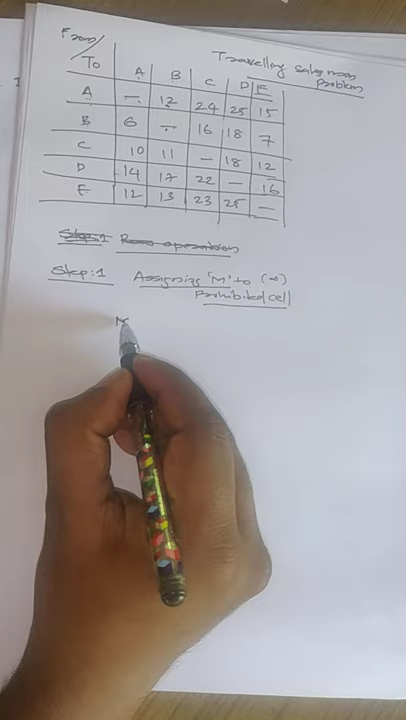 From/To A B C D E
Travelling salesman
Problem
A — 12 24 25 15
B 6 — 16 18 7
C 10 11 — 18 12
D 14 17 22 — 16
E 12 13 23 25 —
Step:1 Row operation
Step:1 Assigning 'M' to (∞)
Prohibited cell
M